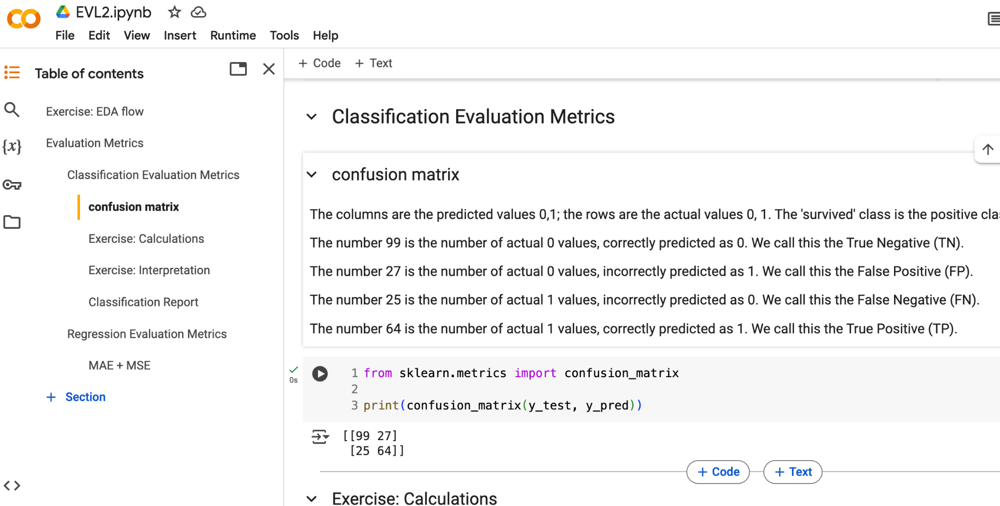 EVL2.ipynb
File Edit View Insert Runtime Tools Help
Table of contents
+ Code + Text
Exercise: EDA flow
Evaluation Metrics
Classification Evaluation Metrics
confusion matrix
Exercise: Calculations
Exercise: Interpretation
Classification Report
Regression Evaluation Metrics
MAE + MSE
+ Section
{x}
Classification Evaluation Metrics
confusion matrix
The columns are the predicted values 0,1; the rows are the actual values 0, 1. The 'survived' class is the positive
The number 99 is the number of actual 0 values, correctly predicted as 0. We call this the True Negative (TN).
The number 27 is the number of actual 0 values, incorrectly predicted as 1. We call this the False Positive (FP).
The number 25 is the number of actual 1 values, incorrectly predicted as 0. We call this the False Negative (FN).
The number 64 is the number of actual 1 values, correctly predicted as 1. We call this the True Positive (TP).
0s
1 from sklearn.metrics import confusion_matrix
2
3 print(confusion_matrix(y_test, y_pred))
[[99 27]
[25 64]]
+ Code + Text
Exercise: Calculations